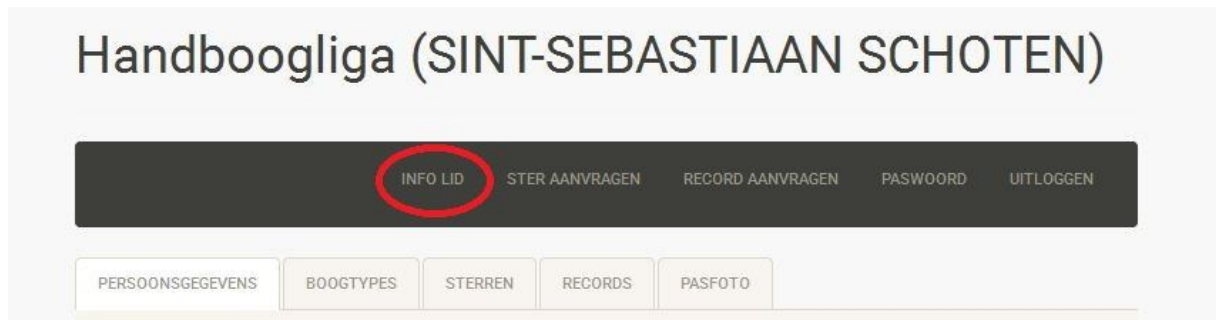 Handboogliga (SINT-SEBASTIAAN SCHOTEN)
INFO LID STER AANVRAGEN RECORD AANVRAGEN PASWOORD UITLOGGEN
PERSOONSGEGEVENS BOOGTYPES STERREN RECORDS PASFOTO